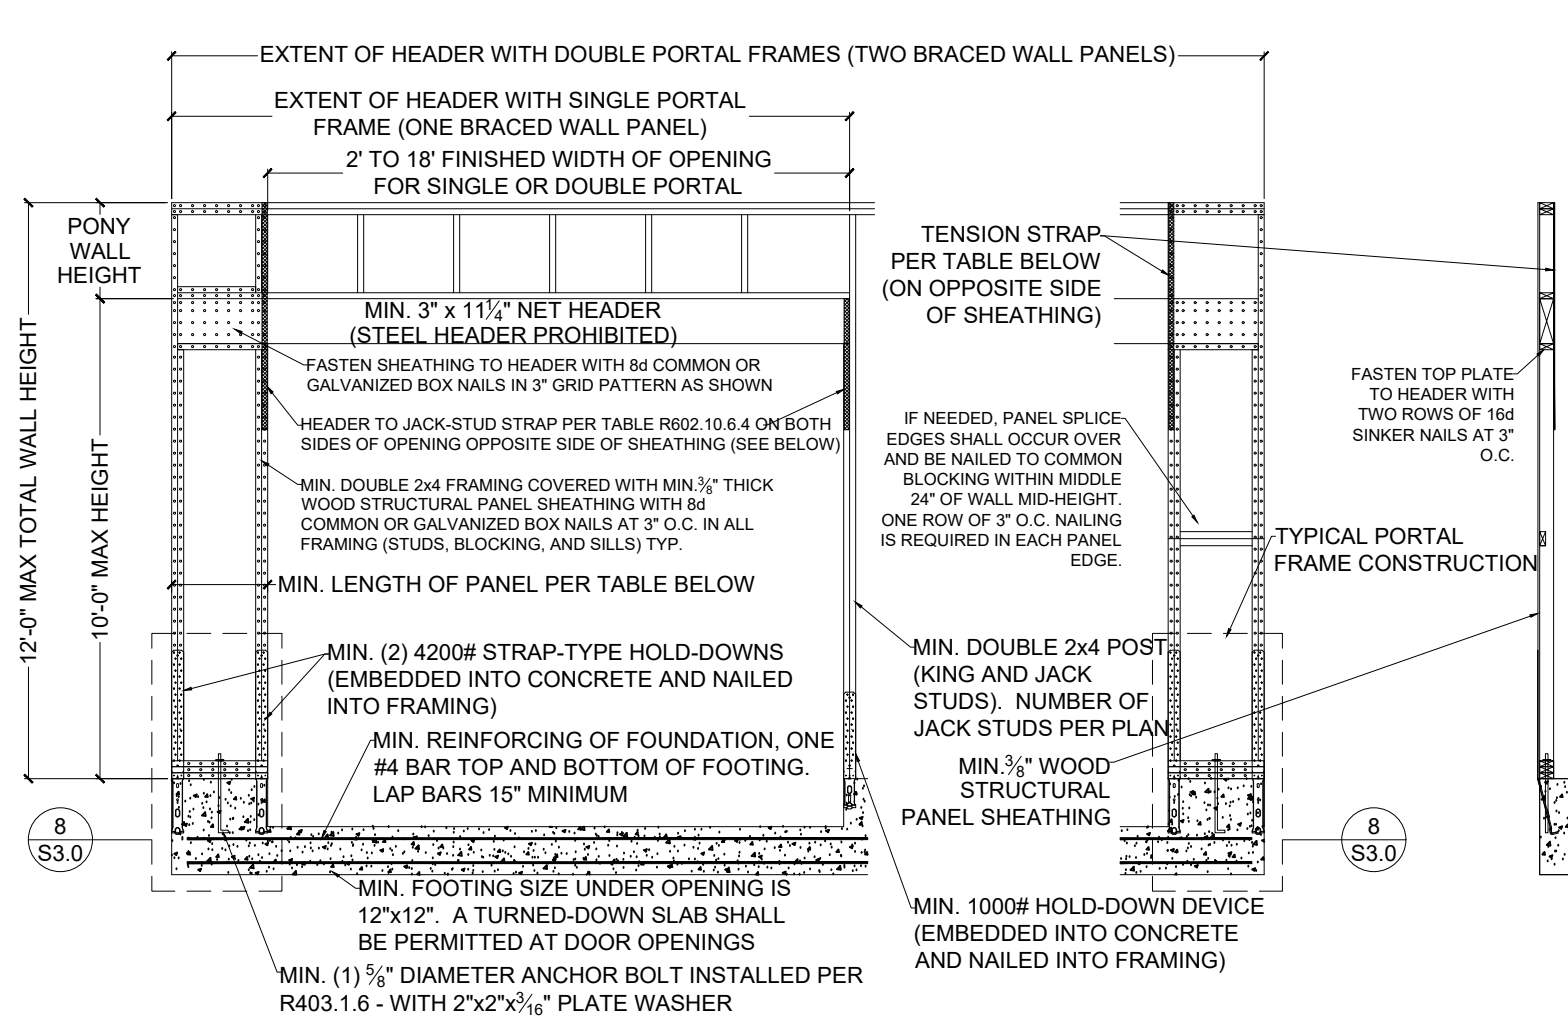 EXTENT OF HEADER WITH DOUBLE PORTAL FRAMES (TWO BRACED WALL PANELS)
EXTENT OF HEADER WITH SINGLE PORTAL
FRAME (ONE BRACED WALL PANEL)
2' TO 18' FINISHED WIDTH OF OPENING
FOR SINGLE OR DOUBLE PORTAL
PONY
WALL
HEIGHT
12'-0" MAX TOTAL WALL HEIGHT
10'-0" MAX HEIGHT
MIN. 3" x 11¼" NET HEADER
(STEEL HEADER PROHIBITED)
FASTEN SHEATHING TO HEADER WITH 8d COMMON OR
GALVANIZED BOX NAILS IN 3" GRID PATTERN AS SHOWN
HEADER TO JACK-STUD STRAP PER TABLE R602.10.6.4 ON BOTH
SIDES OF OPENING OPPOSITE SIDE OF SHEATHING (SEE BELOW)
MIN. DOUBLE 2x4 FRAMING COVERED WITH MIN.⅜" THICK
WOOD STRUCTURAL PANEL SHEATHING WITH 8d
COMMON OR GALVANIZED BOX NAILS AT 3" O.C. IN ALL
FRAMING (STUDS, BLOCKING, AND SILLS) TYP.
MIN. LENGTH OF PANEL PER TABLE BELOW
MIN. (2) 4200# STRAP-TYPE HOLD-DOWNS
(EMBEDDED INTO CONCRETE AND NAILED
INTO FRAMING)
MIN. REINFORCING OF FOUNDATION, ONE
#4 BAR TOP AND BOTTOM OF FOOTING.
LAP BARS 15" MINIMUM
8
S3.0
MIN. FOOTING SIZE UNDER OPENING IS
12"x12". A TURNED-DOWN SLAB SHALL
BE PERMITTED AT DOOR OPENINGS
MIN. (1) ⅝" DIAMETER ANCHOR BOLT INSTALLED PER
R403.1.6 - WITH 2"x2"x3⁄16" PLATE WASHER
TENSION STRAP
PER TABLE BELOW
(ON OPPOSITE SIDE
OF SHEATHING)
IF NEEDED, PANEL SPLICE
EDGES SHALL OCCUR OVER
AND BE NAILED TO COMMON
BLOCKING WITHIN MIDDLE
24" OF WALL MID-HEIGHT.
ONE ROW OF 3" O.C. NAILING
IS REQUIRED IN EACH PANEL
EDGE.
MIN. DOUBLE 2x4 POST
(KING AND JACK
STUDS). NUMBER OF
JACK STUDS PER PLAN
MIN.⅜" WOOD
STRUCTURAL
PANEL SHEATHING
MIN. 1000# HOLD-DOWN DEVICE
(EMBEDDED INTO CONCRETE
AND NAILED INTO FRAMING)
FASTEN TOP PLATE
TO HEADER WITH
TWO ROWS OF 16d
SINKER NAILS AT 3"
O.C.
TYPICAL PORTAL
FRAME CONSTRUCTION
8
S3.0